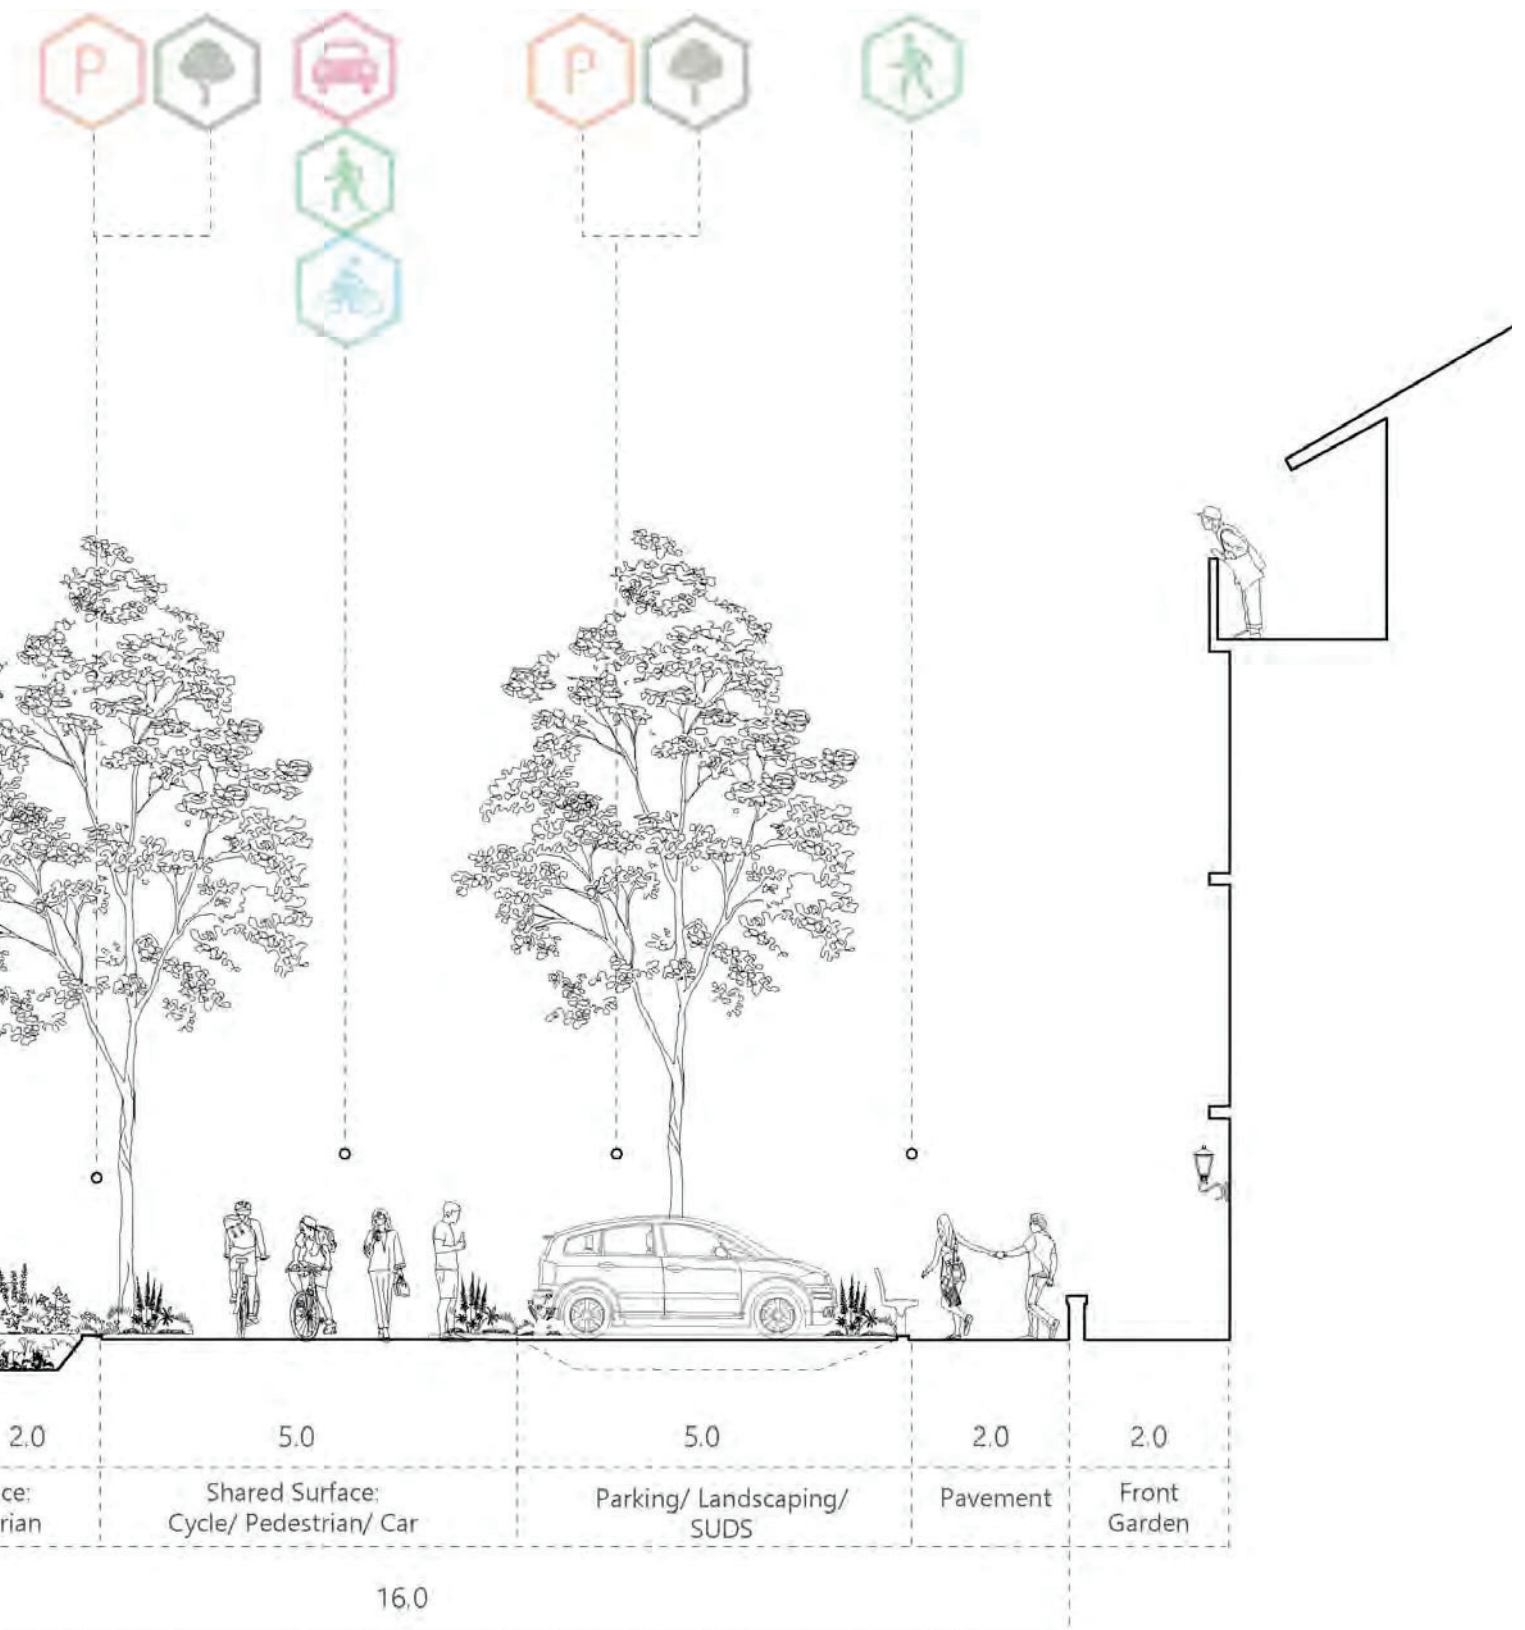 P
P
2.0
5.0
5.0
2.0
2.0
ce:
rian
Shared Surface:
Cycle/ Pedestrian/ Car
Parking/ Landscaping/
SUDS
Pavement
Front
Garden
16.0